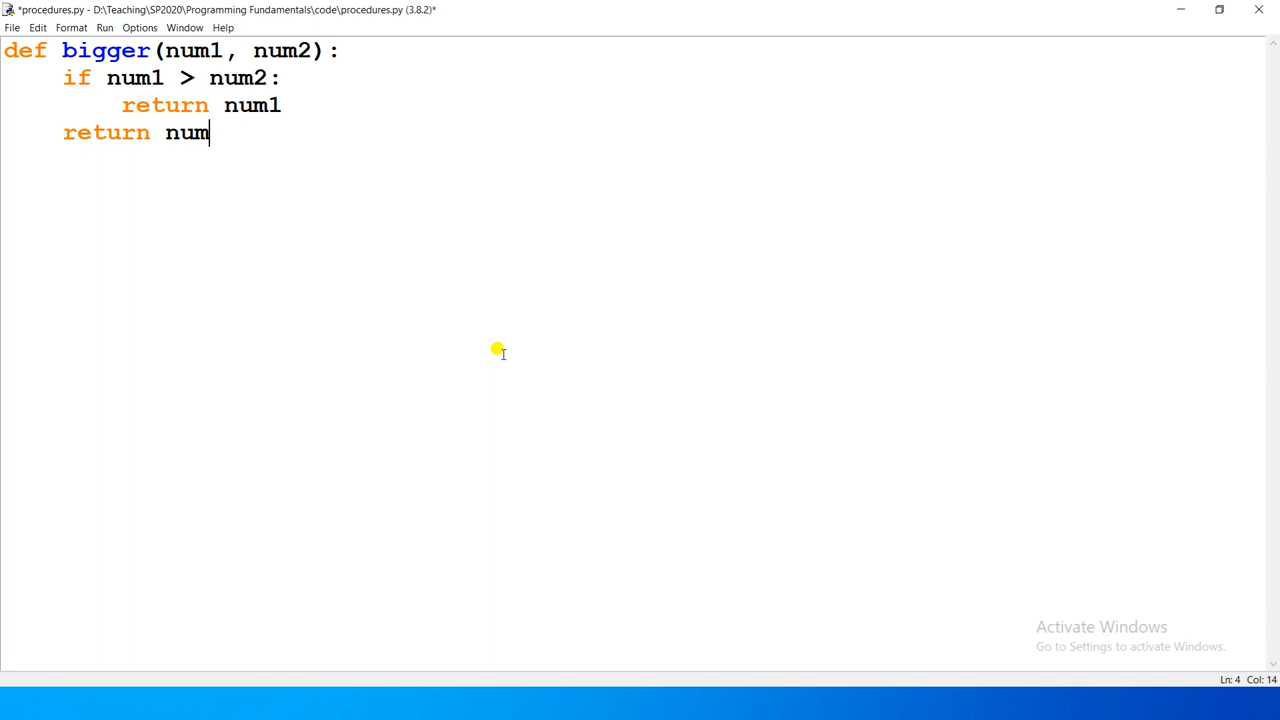 *procedures.py - D:\Teaching\SP2020\Programming Fundamentals\code\procedures.py (3.8.2)*
File Edit Format Run Options Window Help
def bigger(num1, num2):
    if num1 > num2:
        return num1
    return num
Activate Windows
Go to Settings to activate Windows.
Ln: 4 Col: 14